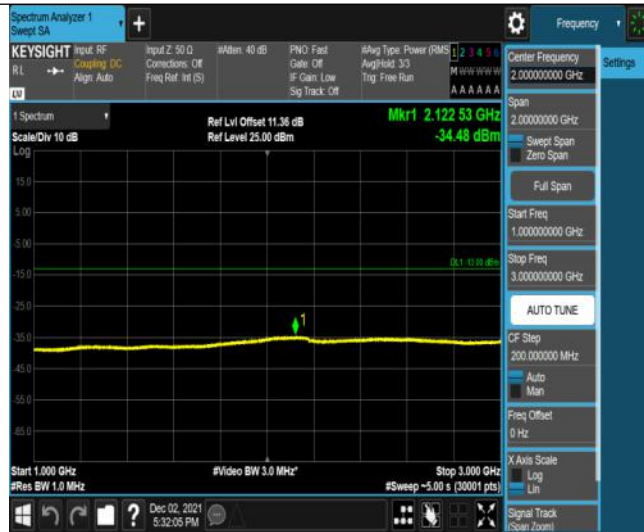 Spectrum Analyzer 1
Swept SA
+
Frequency
KEYSIGHT
Input: RF
Coupling: DC
Align: Auto
Input Z: 50 Ω
Corrections: Off
Freq Ref: Int (S)
#Atten: 40 dB
PNO: Fast
Gate: Off
IF Gain: Low
Sig Track: Off
#Avg Type: Power (RMS)
Avg|Hold: 3/3
Trig: Free Run
1 2 3 4 5 6
M W W W W W
A A A A A A
R L
LXI
1 Spectrum
Scale/Div 10 dB
Ref Lvl Offset 11.36 dB
Ref Level 25.00 dBm
Mkr1 2.122 53 GHz
-34.48 dBm
Log
15.0
5.00
-5.00
-15.0
-25.0
-35.0
-45.0
-55.0
-65.0
DL1 -13.00 dBm
1
Start 1.000 GHz
#Res BW 1.0 MHz
#Video BW 3.0 MHz*
Stop 3.000 GHz
#Sweep ~5.00 s (30001 pts)
Dec 02, 2021
5:32:05 PM
?
Center Frequency
2.000000000 GHz
Settings
Span
2.00000000 GHz
Swept Span
Zero Span
Full Span
Start Freq
1.000000000 GHz
Stop Freq
3.000000000 GHz
AUTO TUNE
CF Step
200.000000 MHz
Auto
Man
Freq Offset
0 Hz
X Axis Scale
Log
Lin
Signal Track
(Span Zoom)